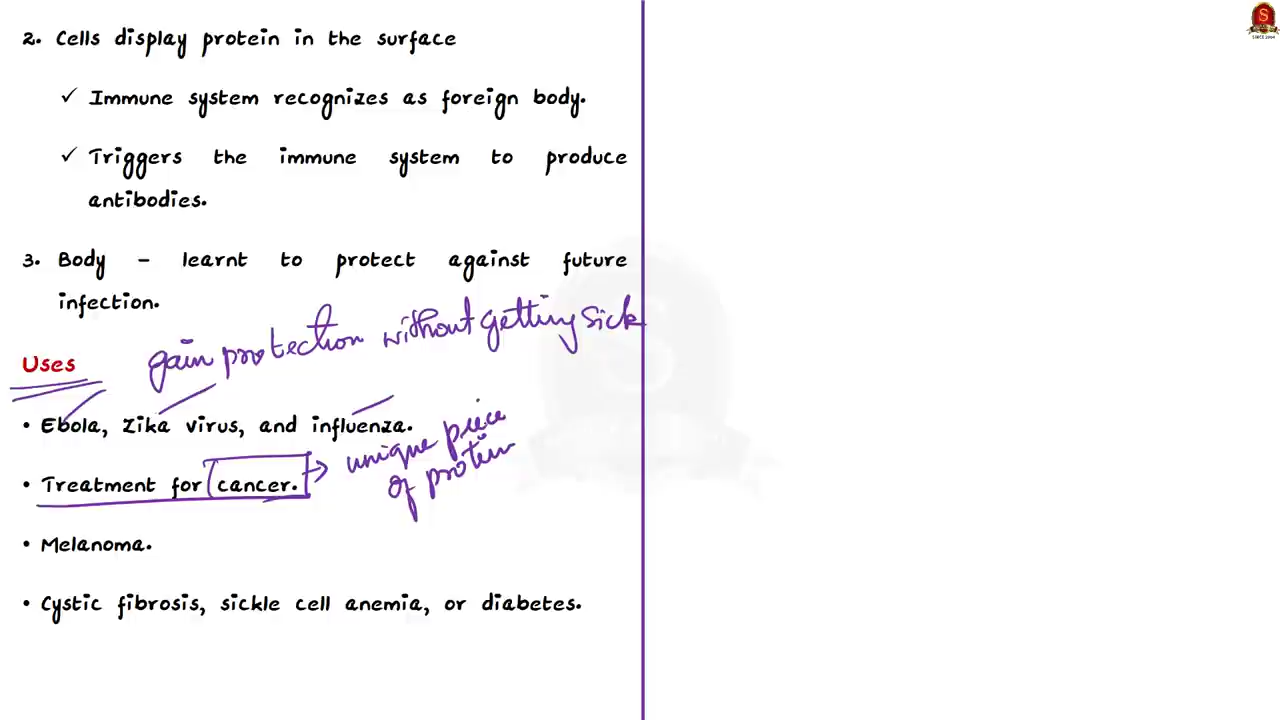 2. Cells display protein in the surface
✓ Immune system recognizes as foreign body.
✓ Triggers the immune system to produce
antibodies.
3. Body – learnt to protect against future
infection.
gain protection without getting sick
Uses
• Ebola, Zika virus, and influenza.
unique piece
of protein
• Treatment for cancer.
• Melanoma.
• Cystic fibrosis, sickle cell anemia, or diabetes.
S
SINCE 2004